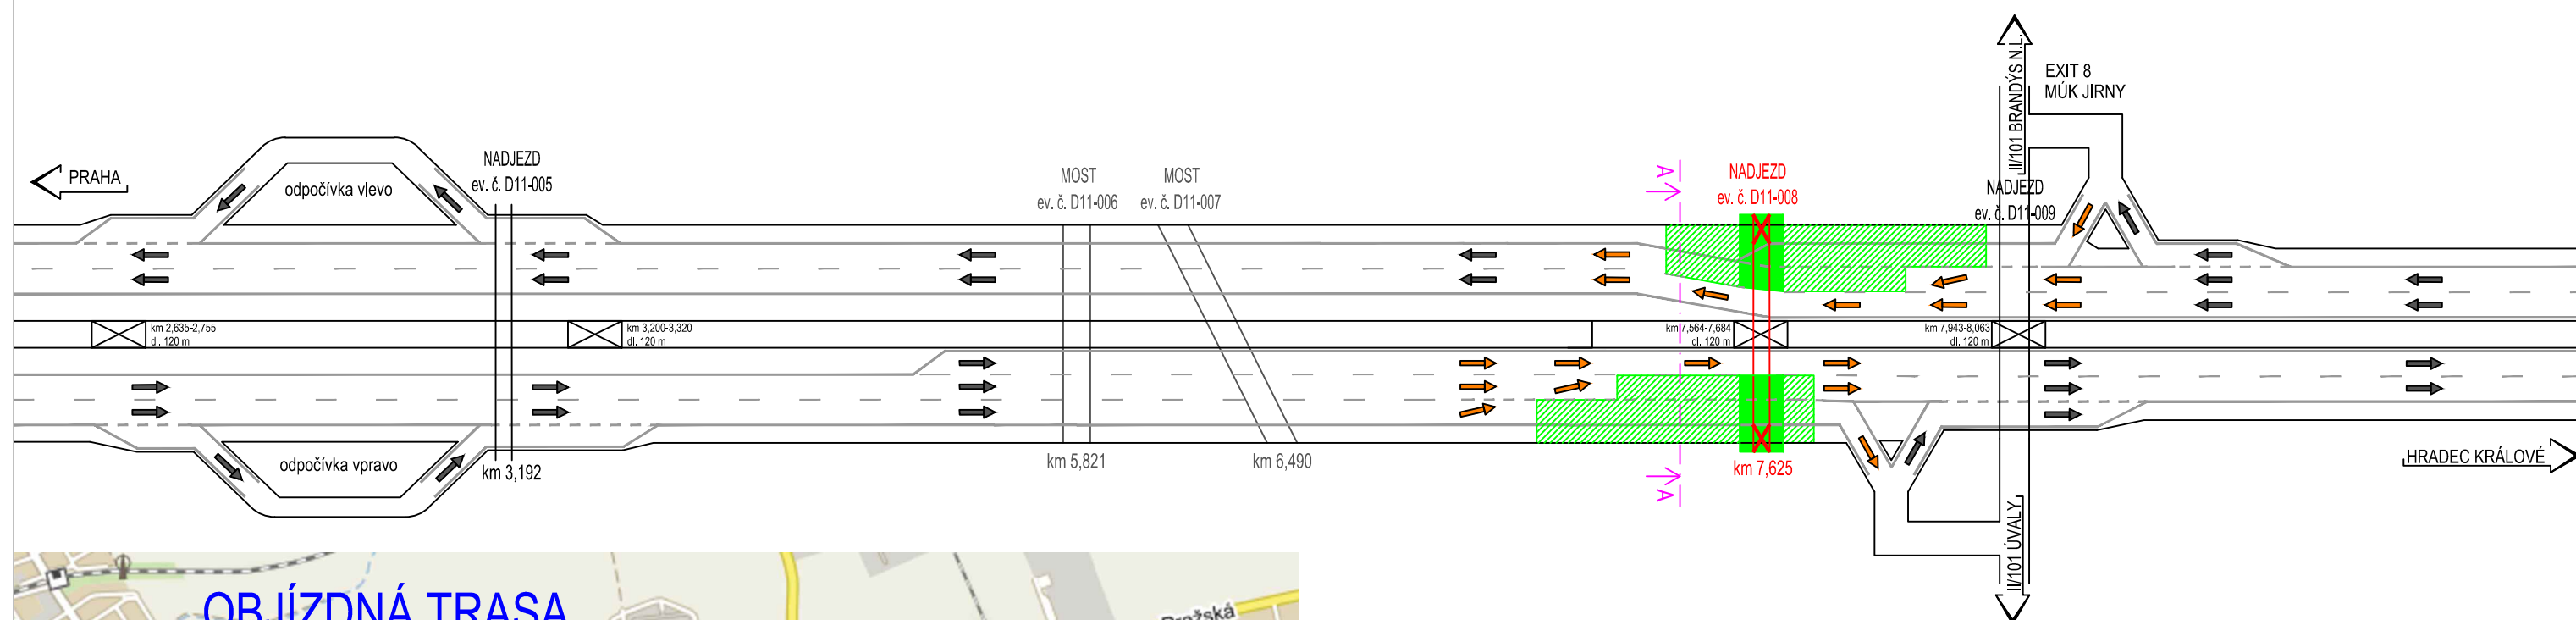 PRAHA
odpočívka vlevo
NADJEZD
ev. č. D11-005
MOST
ev. č. D11-006
MOST
ev. č. D11-007
A
NADJEZD
ev. č. D11-008
II/101 BRANDÝS N.L.
EXIT 8
MÚK JIRNY
NADJEZD
ev. č. D11-009
km 2,635-2,755
dl. 120 m
km 3,200-3,320
dl. 120 m
km 7,564-7,684
dl. 120 m
km 7,943-8,063
dl. 120 m
odpočívka vpravo
km 3,192
km 5,821
km 6,490
A
km 7,625
HRADEC KRÁLOVÉ
II/101 ÚVALY
OBJÍZDNÁ TRASA
Pražská